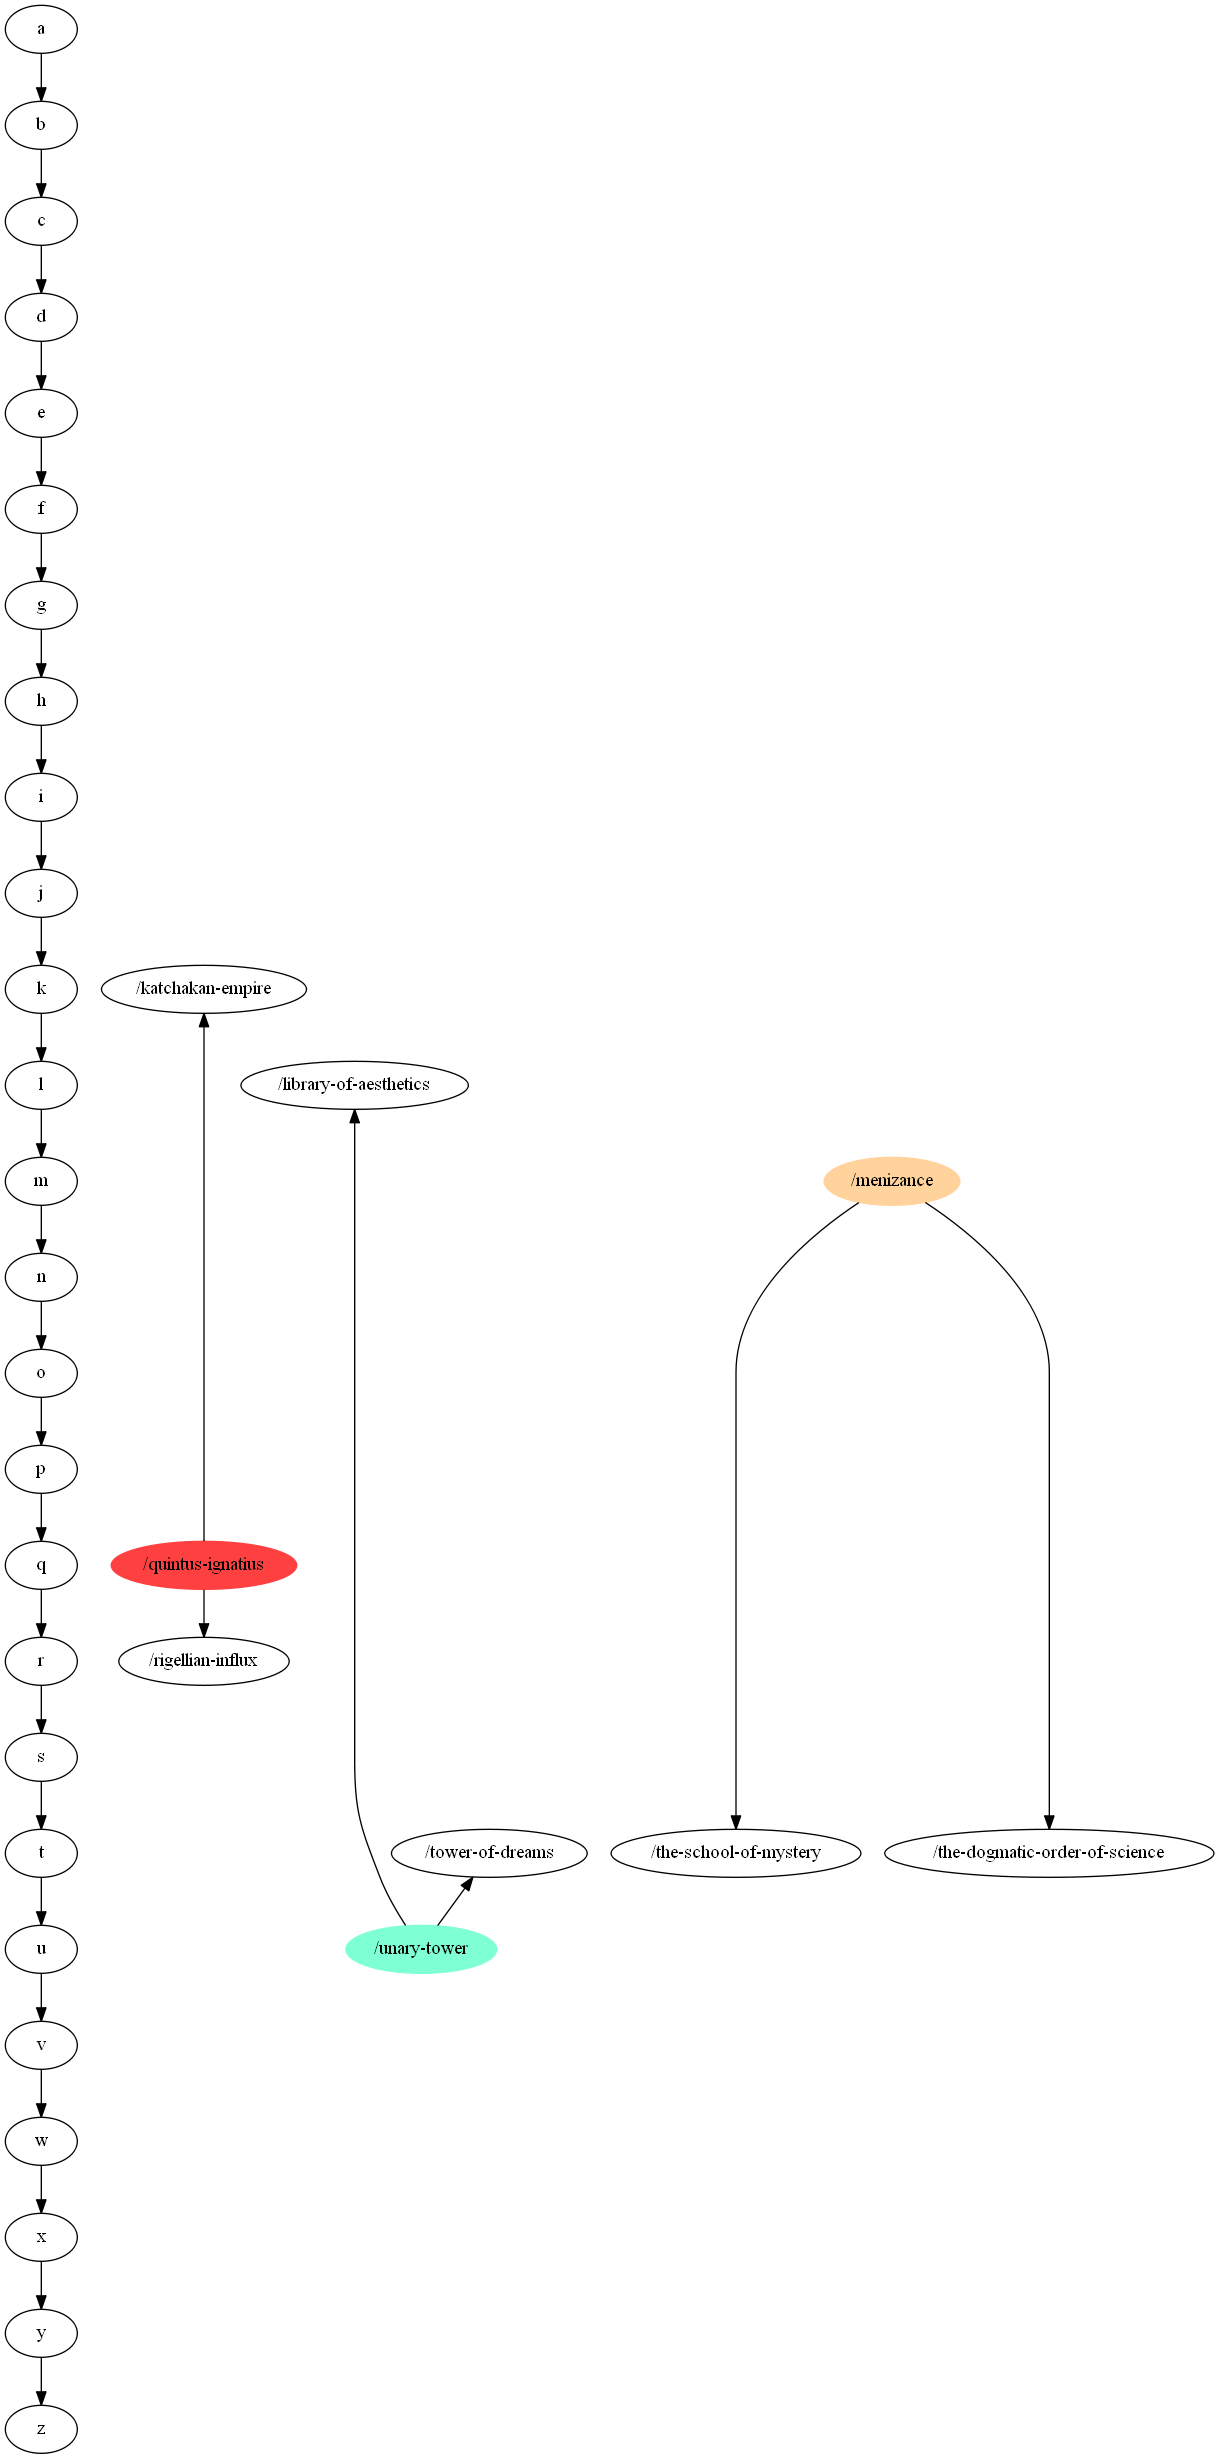 a
b
c
d
e
f
g
h
i
j
k
/katchakan-empire
l
/library-of-aesthetics
m
/menizance
n
o
p
q
/quintus-ignatius
r
/rigellian-influx
s
t
/tower-of-dreams
/the-school-of-mystery
/the-dogmatic-order-of-science
u
/unary-tower
v
w
x
y
z